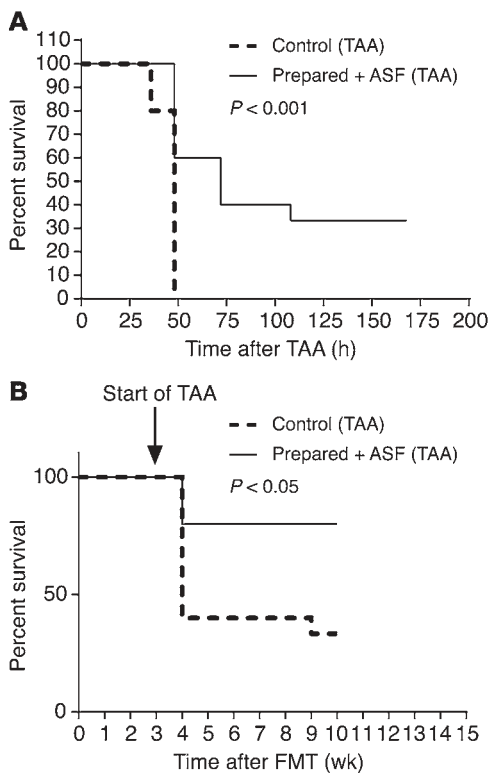 A
110
100
90
80
70
60
50
40
30
20
10
0
Percent survival
Control (TAA)
Prepared + ASF (TAA)
P < 0.001
0 25 50 75 100 125 150 175 200
Time after TAA (h)
B
Start of TAA
Control (TAA)
Prepared + ASF (TAA)
P < 0.05
100
50
0
Percent survival
0 1 2 3 4 5 6 7 8 9 10 11 12 13 14 15
Time after FMT (wk)